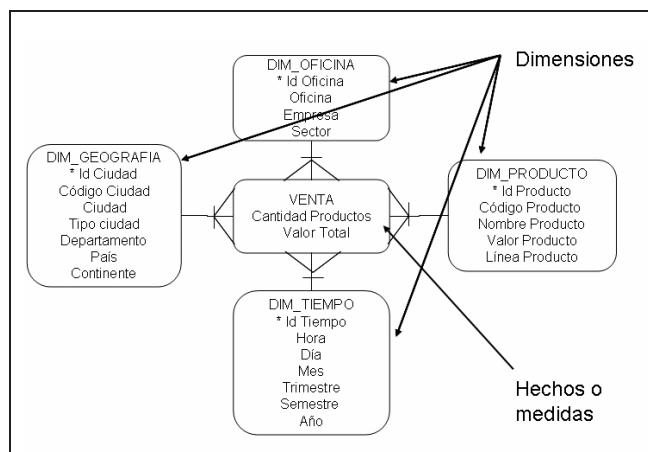 DIM_OFICINA
* Id Oficina
Oficina
Empresa
Sector
Dimensiones
DIM_GEOGRAFIA
* Id Ciudad
Código Ciudad
Ciudad
Tipo ciudad
Departamento
País
Continente
VENTA
Cantidad Productos
Valor Total
DIM_PRODUCTO
* Id Producto
Código Producto
Nombre Producto
Valor Producto
Línea Producto
DIM_TIEMPO
* Id Tiempo
Hora
Día
Mes
Trimestre
Semestre
Año
Hechos o
medidas